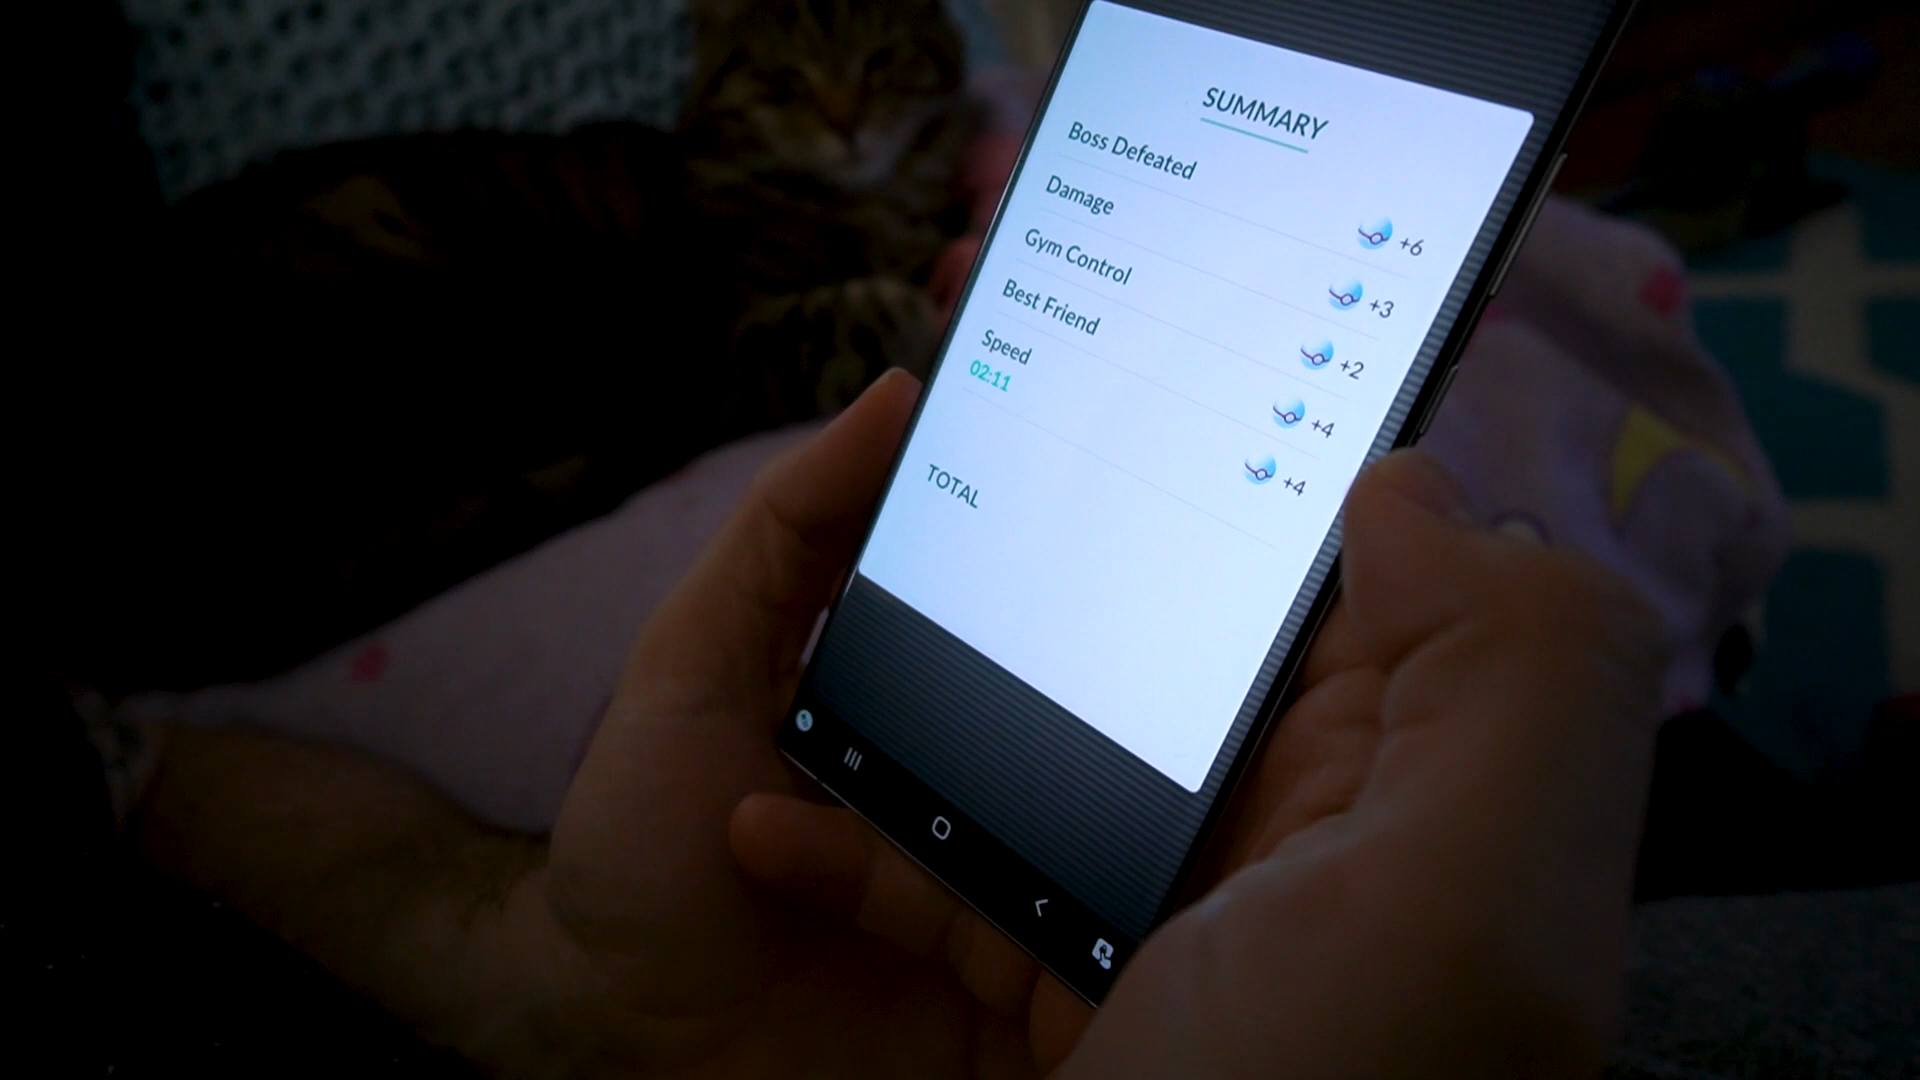 SUMMARY
Boss Defeated +6
Damage +3
Gym Control +2
Best Friend +4
Speed +4
02:11
TOTAL